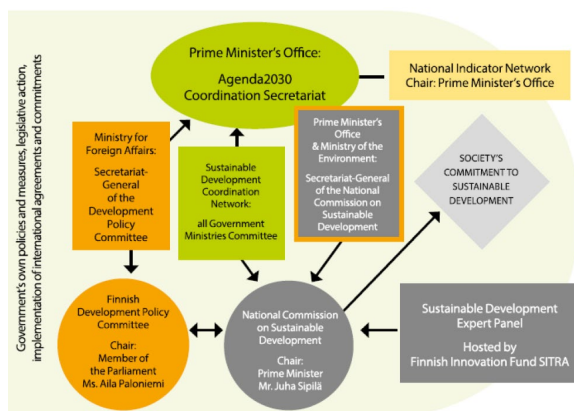 Government's own policies and measures, legislative action,
implementation of international agreements and commitments
Prime Minister's Office:
Agenda2030
Coordination Secretariat
National Indicator Network
Chair: Prime Minister's Office
Ministry for
Foreign Affairs:
Secretariat-
General
of the
Development
Policy
Committee
Sustainable
Development
Coordination
Network:
all Government
Ministries Committee
Prime Minister's
Office
& Ministry of the
Environment:
Secretariat-General
of the National
Commission on
Sustainable
Development
SOCIETY'S
COMMITMENT TO
SUSTAINABLE
DEVELOPMENT
Finnish
Development Policy
Committee
Chair:
Member of
the Parliament
Ms. Aila Paloniemi
National Commission
on Sustainable
Development
Chair:
Prime Minister
Mr. Juha Sipilä
Sustainable Development
Expert Panel
Hosted by
Finnish Innovation Fund SITRA